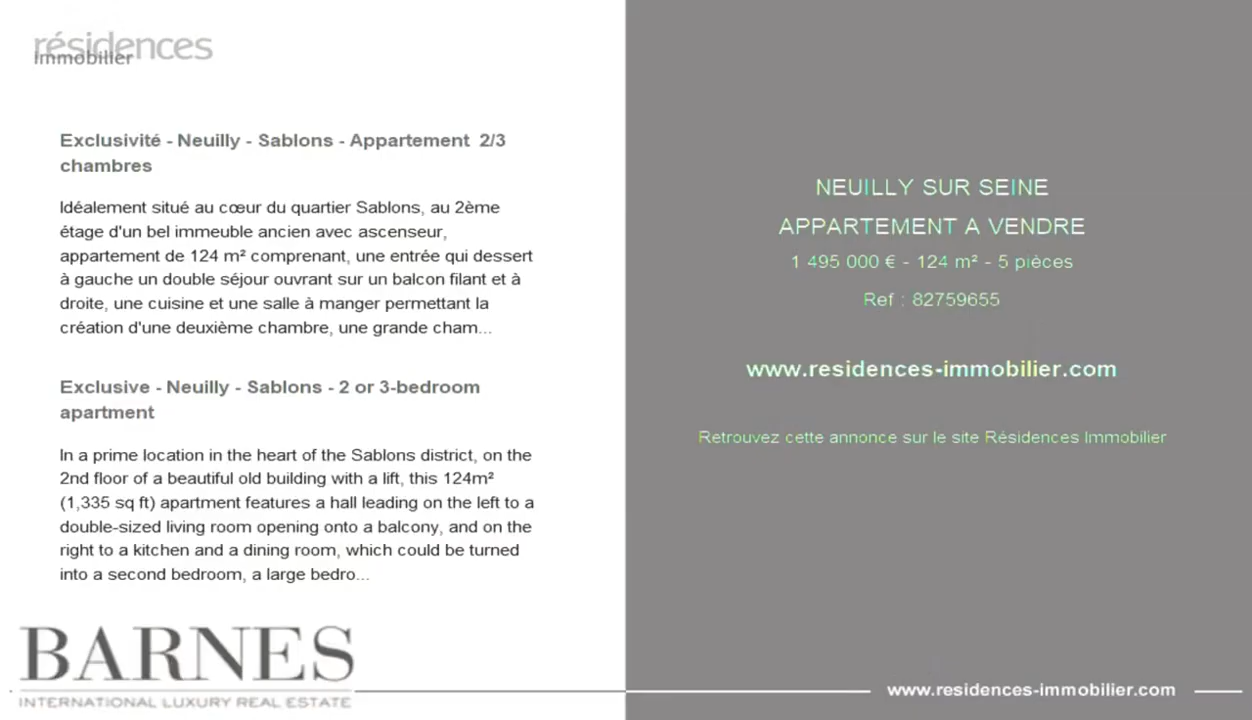 résidences
immobilier
Exclusivité - Neuilly - Sablons - Appartement 2/3
chambres
Idéalement situé au cœur du quartier Sablons, au 2ème
étage d'un bel immeuble ancien avec ascenseur,
appartement de 124 m² comprenant, une entrée qui dessert
à gauche un double séjour ouvrant sur un balcon filant et à
droite, une cuisine et une salle à manger permettant la
création d'une deuxième chambre, une grande cham...
Exclusive - Neuilly - Sablons - 2 or 3-bedroom
apartment
In a prime location in the heart of the Sablons district, on the
2nd floor of a beautiful old building with a lift, this 124m²
(1,335 sq ft) apartment features a hall leading on the left to a
double-sized living room opening onto a balcony, and on the
right to a kitchen and a dining room, which could be turned
into a second bedroom, a large bedro...
BARNES
INTERNATIONAL LUXURY REAL ESTATE
NEUILLY SUR SEINE
APPARTEMENT A VENDRE
1 495 000 € - 124 m² - 5 pièces
Ref : 82759655
www.residences-immobilier.com
Retrouvez cette annonce sur le site Résidences Immobilier
www.residences-immobilier.com